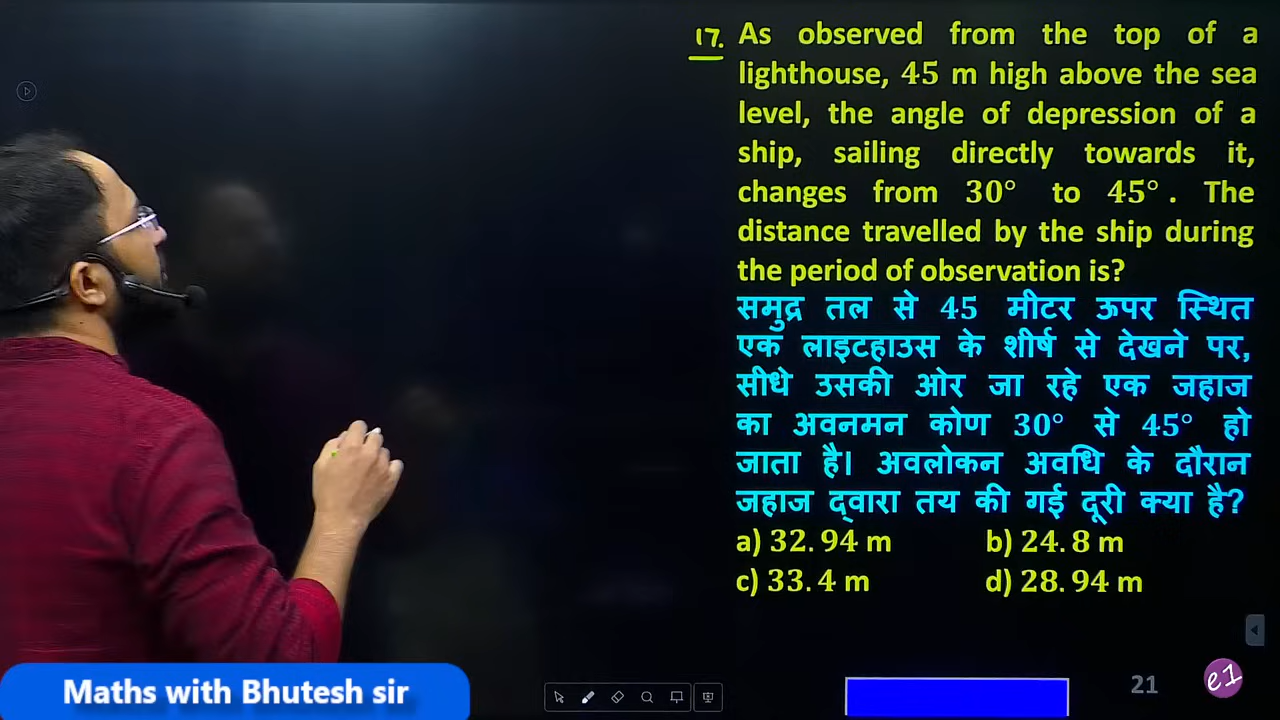 17. As observed from the top of a
lighthouse, 45 m high above the sea
level, the angle of depression of a
ship, sailing directly towards it,
changes from 30° to 45°. The
distance travelled by the ship during
the period of observation is?
समुद्र तल से 45 मीटर ऊपर स्थित
एक लाइटहाउस के शीर्ष से देखने पर,
सीधे उसकी ओर जा रहे एक जहाज
का अवनमन कोण 30° से 45° हो
जाता है। अवलोकन अवधि के दौरान
जहाज द्वारा तय की गई दूरी क्या है?
a) 32.94 m b) 24.8 m
c) 33.4 m d) 28.94 m
Maths with Bhutesh sir
21
e1